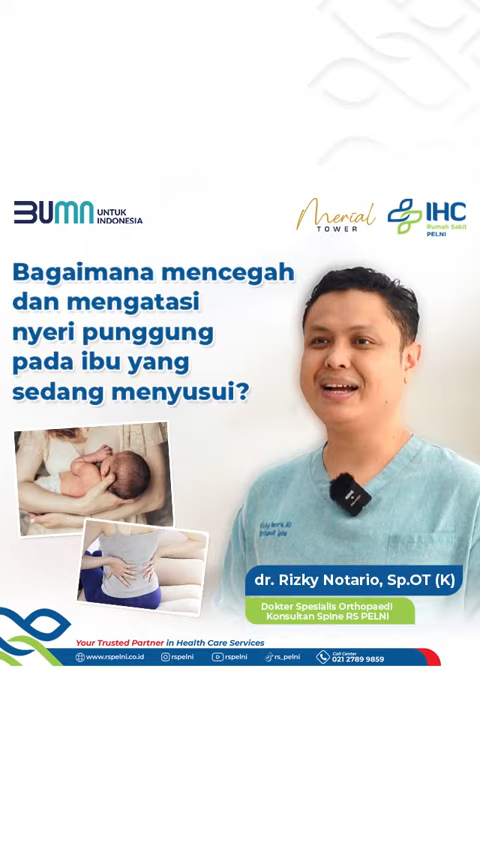 BUMN UNTUK
INDONESIA
Merial
TOWER
IHC
Rumah Sakit
PELNI
Bagaimana mencegah
dan mengatasi
nyeri punggung
pada ibu yang
sedang menyusui?
dr. Rizky Notario, Sp.OT (K)
Dokter Spesialis Orthopaedi
Konsultan Spine RS PELNI
Your Trusted Partner in Health Care Services
www.rspelni.co.id
rspelni
rspelni
rs_pelni
Call Center
021 2789 9859